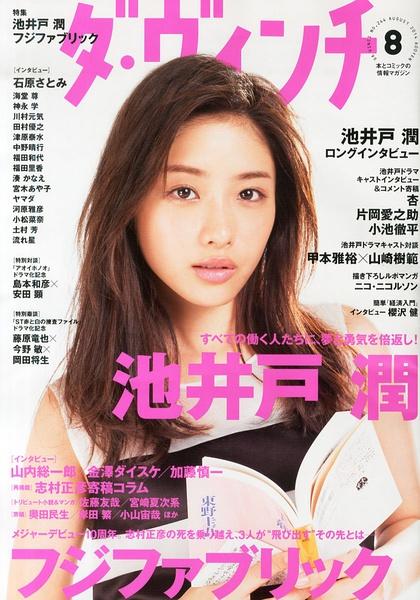 特集
池井戸 潤
フジファブリック
ダ・ヴィンチ
8
本とコミックの
情報マガジン
[インタビュー]
石原さとみ
海堂 尊
神永 学
川村元気
田村優之
津原泰水
中野晴行
福田和代
福田里香
湊 かなえ
宮木あや子
ヤマダ
河原雅彦
小松菜奈
土村 芳
流れ星
[特別対談]
「アオイホノオ」
ドラマ化記念
島本和彦×
安田 顕
[特別鼎談]
「ST赤と白の捜査ファイル」
ドラマ化記念
藤原竜也×
今野 敏×
岡田将生
池井戸 潤
ロングインタビュー
池井戸ドラマ
キャストインタビュー
&コメント寄稿
杏
片岡愛之助
小池徹平
池井戸ドラマキャスト対談
甲本雅裕×山崎樹範
描き下ろしルポマンガ
ニコ・ニコルソン
簡単「経済入門」
インタビュー 櫻沢 健
すべての働く人たちに、夢と勇気を倍返し!
池井戸 潤
[インタビュー]
山内総一郎/金澤ダイスケ/加藤慎一
[再掲載] 志村正彦寄稿コラム
[トリビュート小説&マンガ] 佐藤友哉/宮崎夏次系
[寄稿] 奥田民生/岸田 繁/小山宙哉 ほか
メジャーデビュー10周年。志村正彦の死を乗り越え、3人が“飛び出す”その先とは
フジファブリック